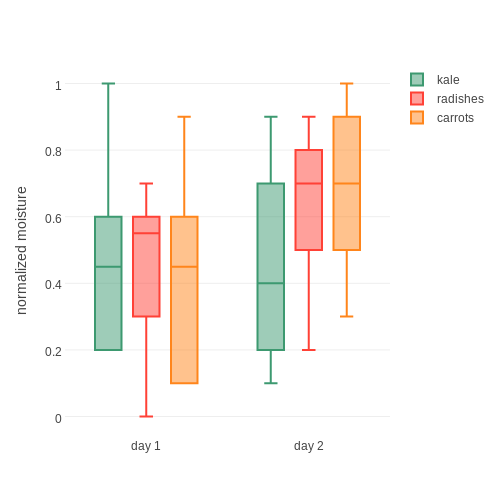 kale
radishes
carrots
normalized moisture
1
0.8
0.6
0.4
0.2
0
day 1
day 2